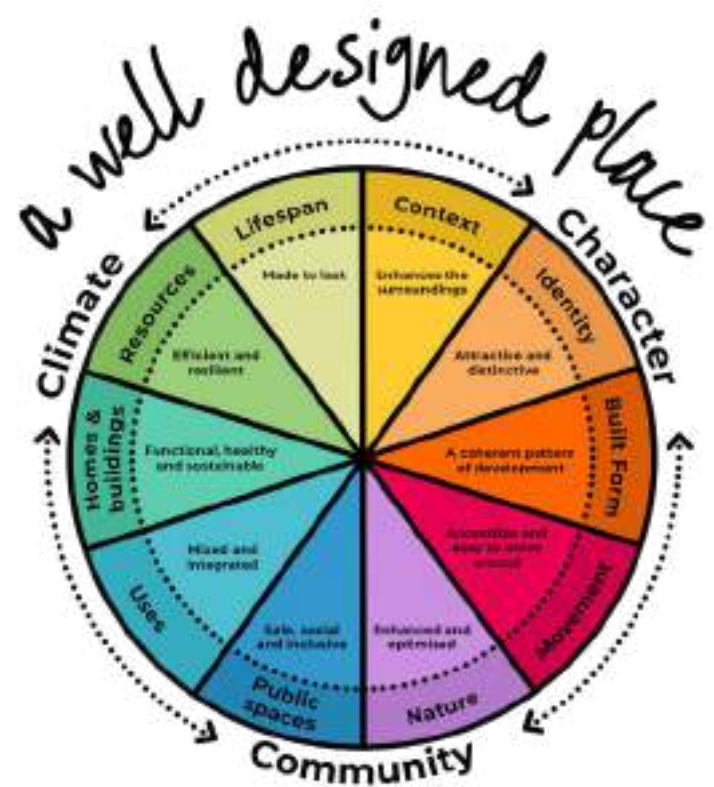 a well designed place
Climate
Character
Community
Lifespan
Made to last
Context
Enhances the
surroundings
Identity
Attractive and
distinctive
Built Form
A coherent pattern
of development
Movement
Accessible and
easy to move
around
Nature
Enhanced and
optimised
Public
spaces
Safe, social
and inclusive
Uses
Mixed and
integrated
Homes &
buildings
Functional, healthy
and sustainable
Resources
Efficient and
resilient